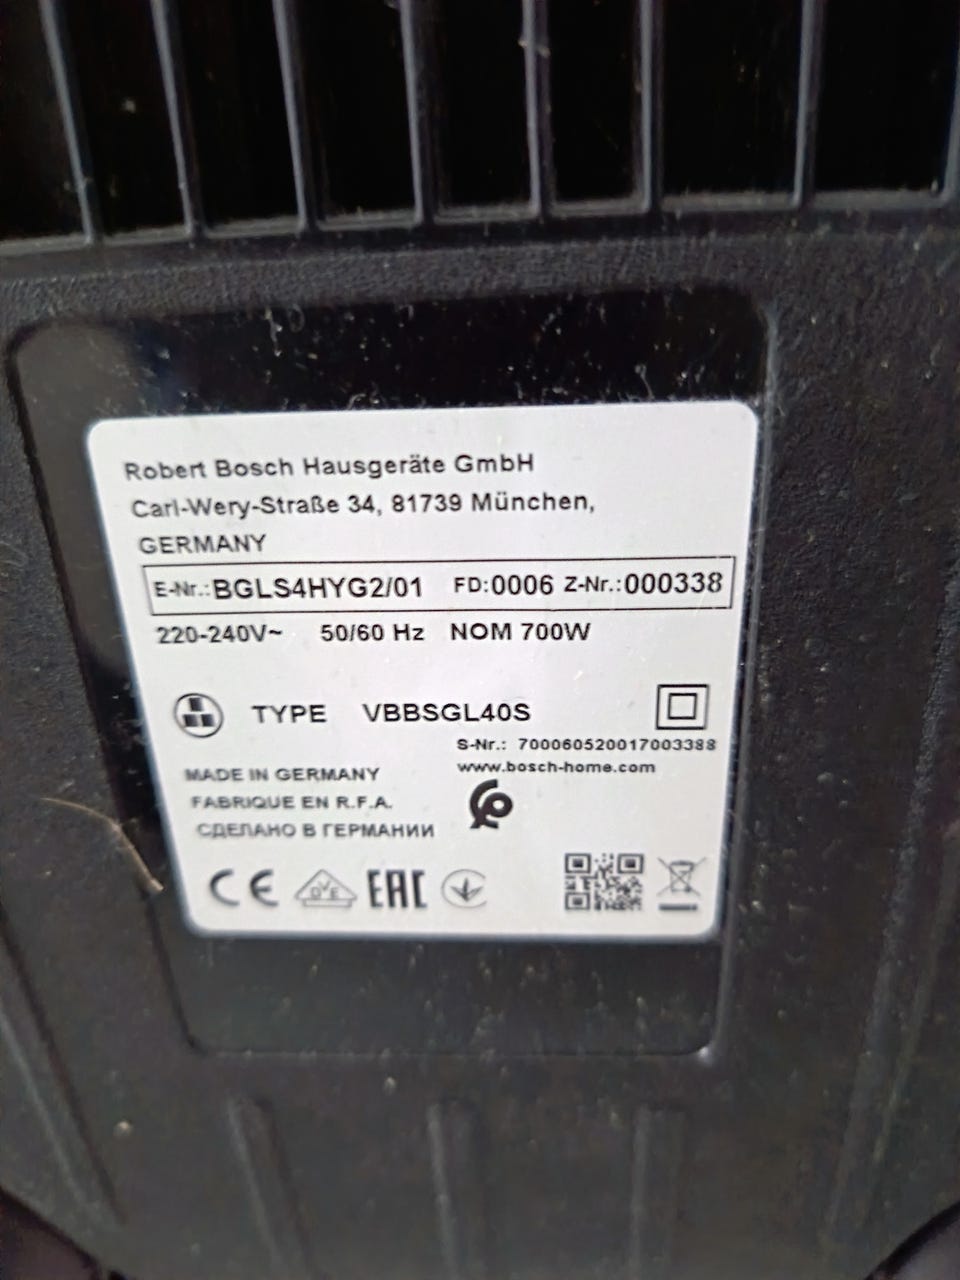 Robert Bosch Hausgeräte GmbH
Carl-Wery-Straße 34, 81739 München,
GERMANY
E-Nr.: BGLS4HYG2/01 FD: 0006 Z-Nr.: 000338
220-240V~ 50/60 Hz NOM 700W
TYPE VBBSGL40S
S-Nr.: 700060520017003388
www.bosch-home.com
MADE IN GERMANY
FABRIQUE EN R.F.A.
СДЕЛАНО В ГЕРМАНИИ
CE DVE EAC